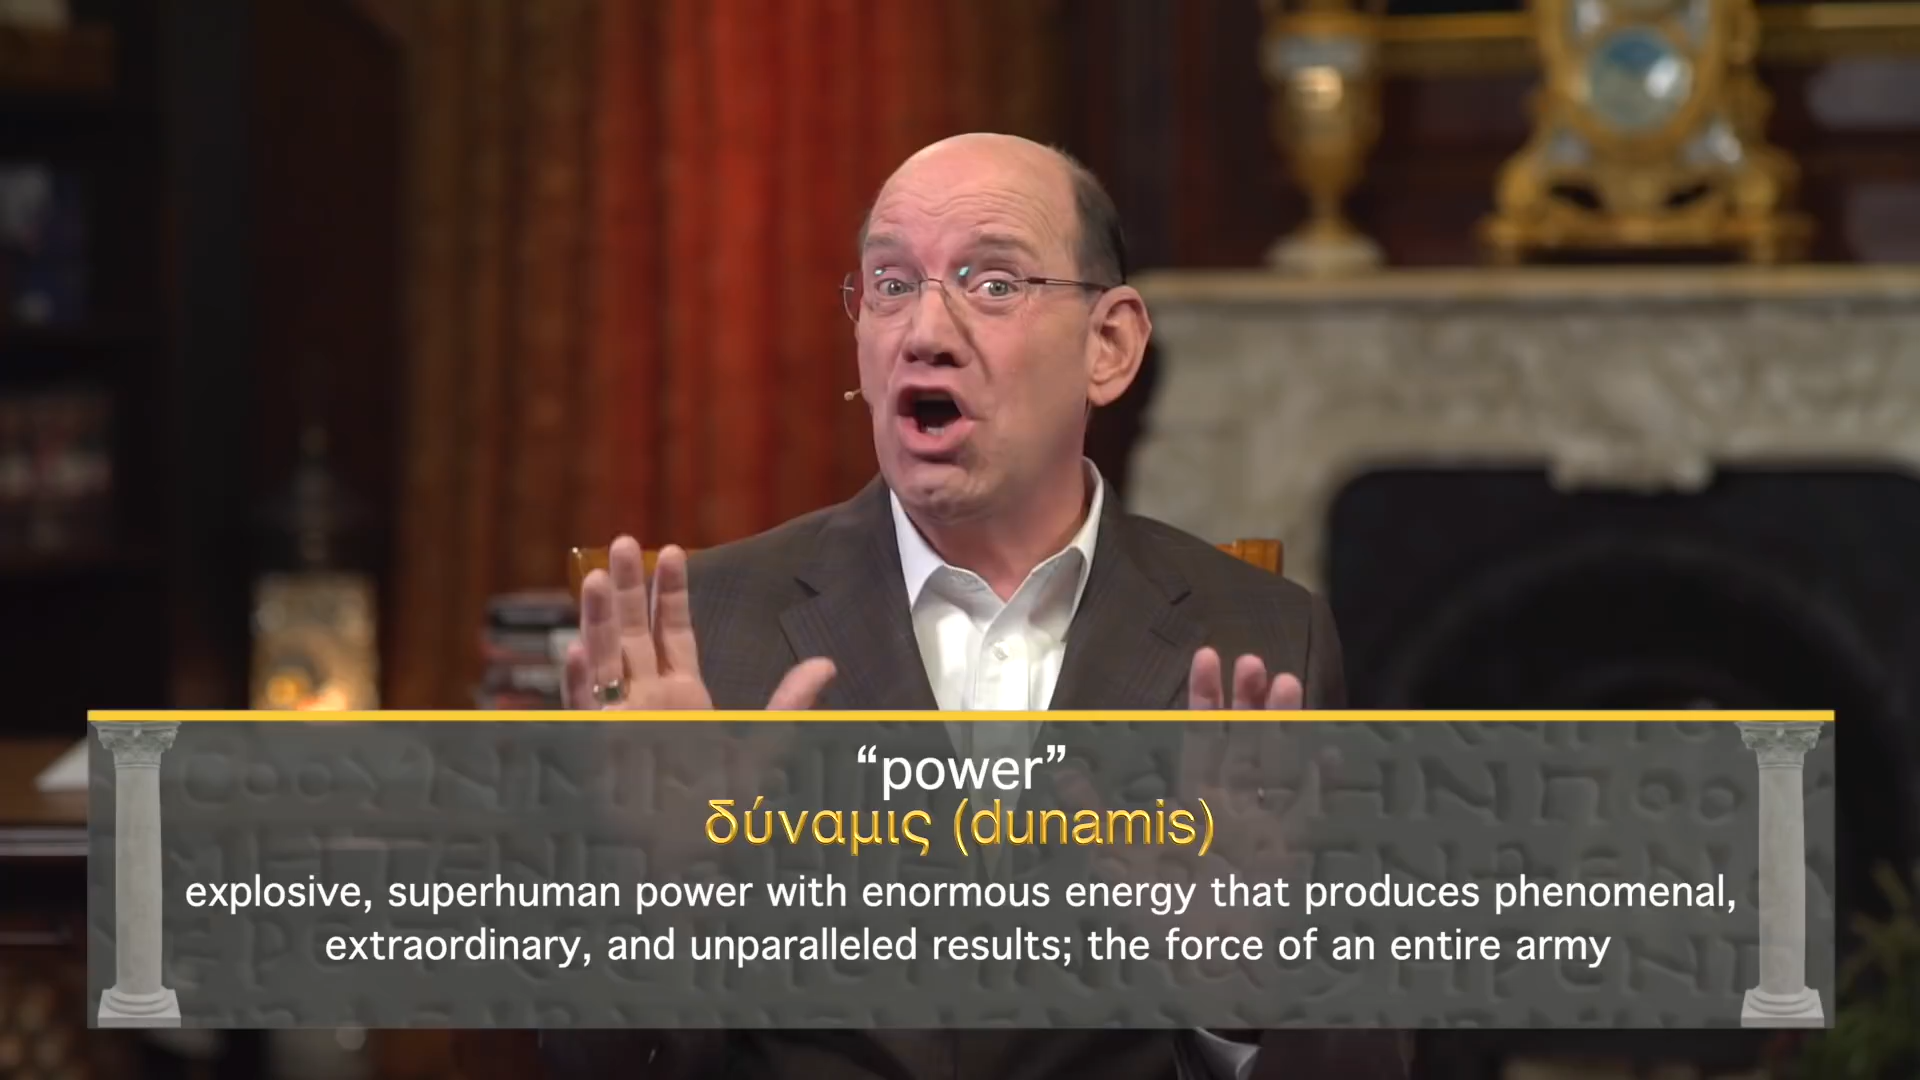 “power”
δύναμις (dunamis)
explosive, superhuman power with enormous energy that produces phenomenal,
extraordinary, and unparalleled results; the force of an entire army